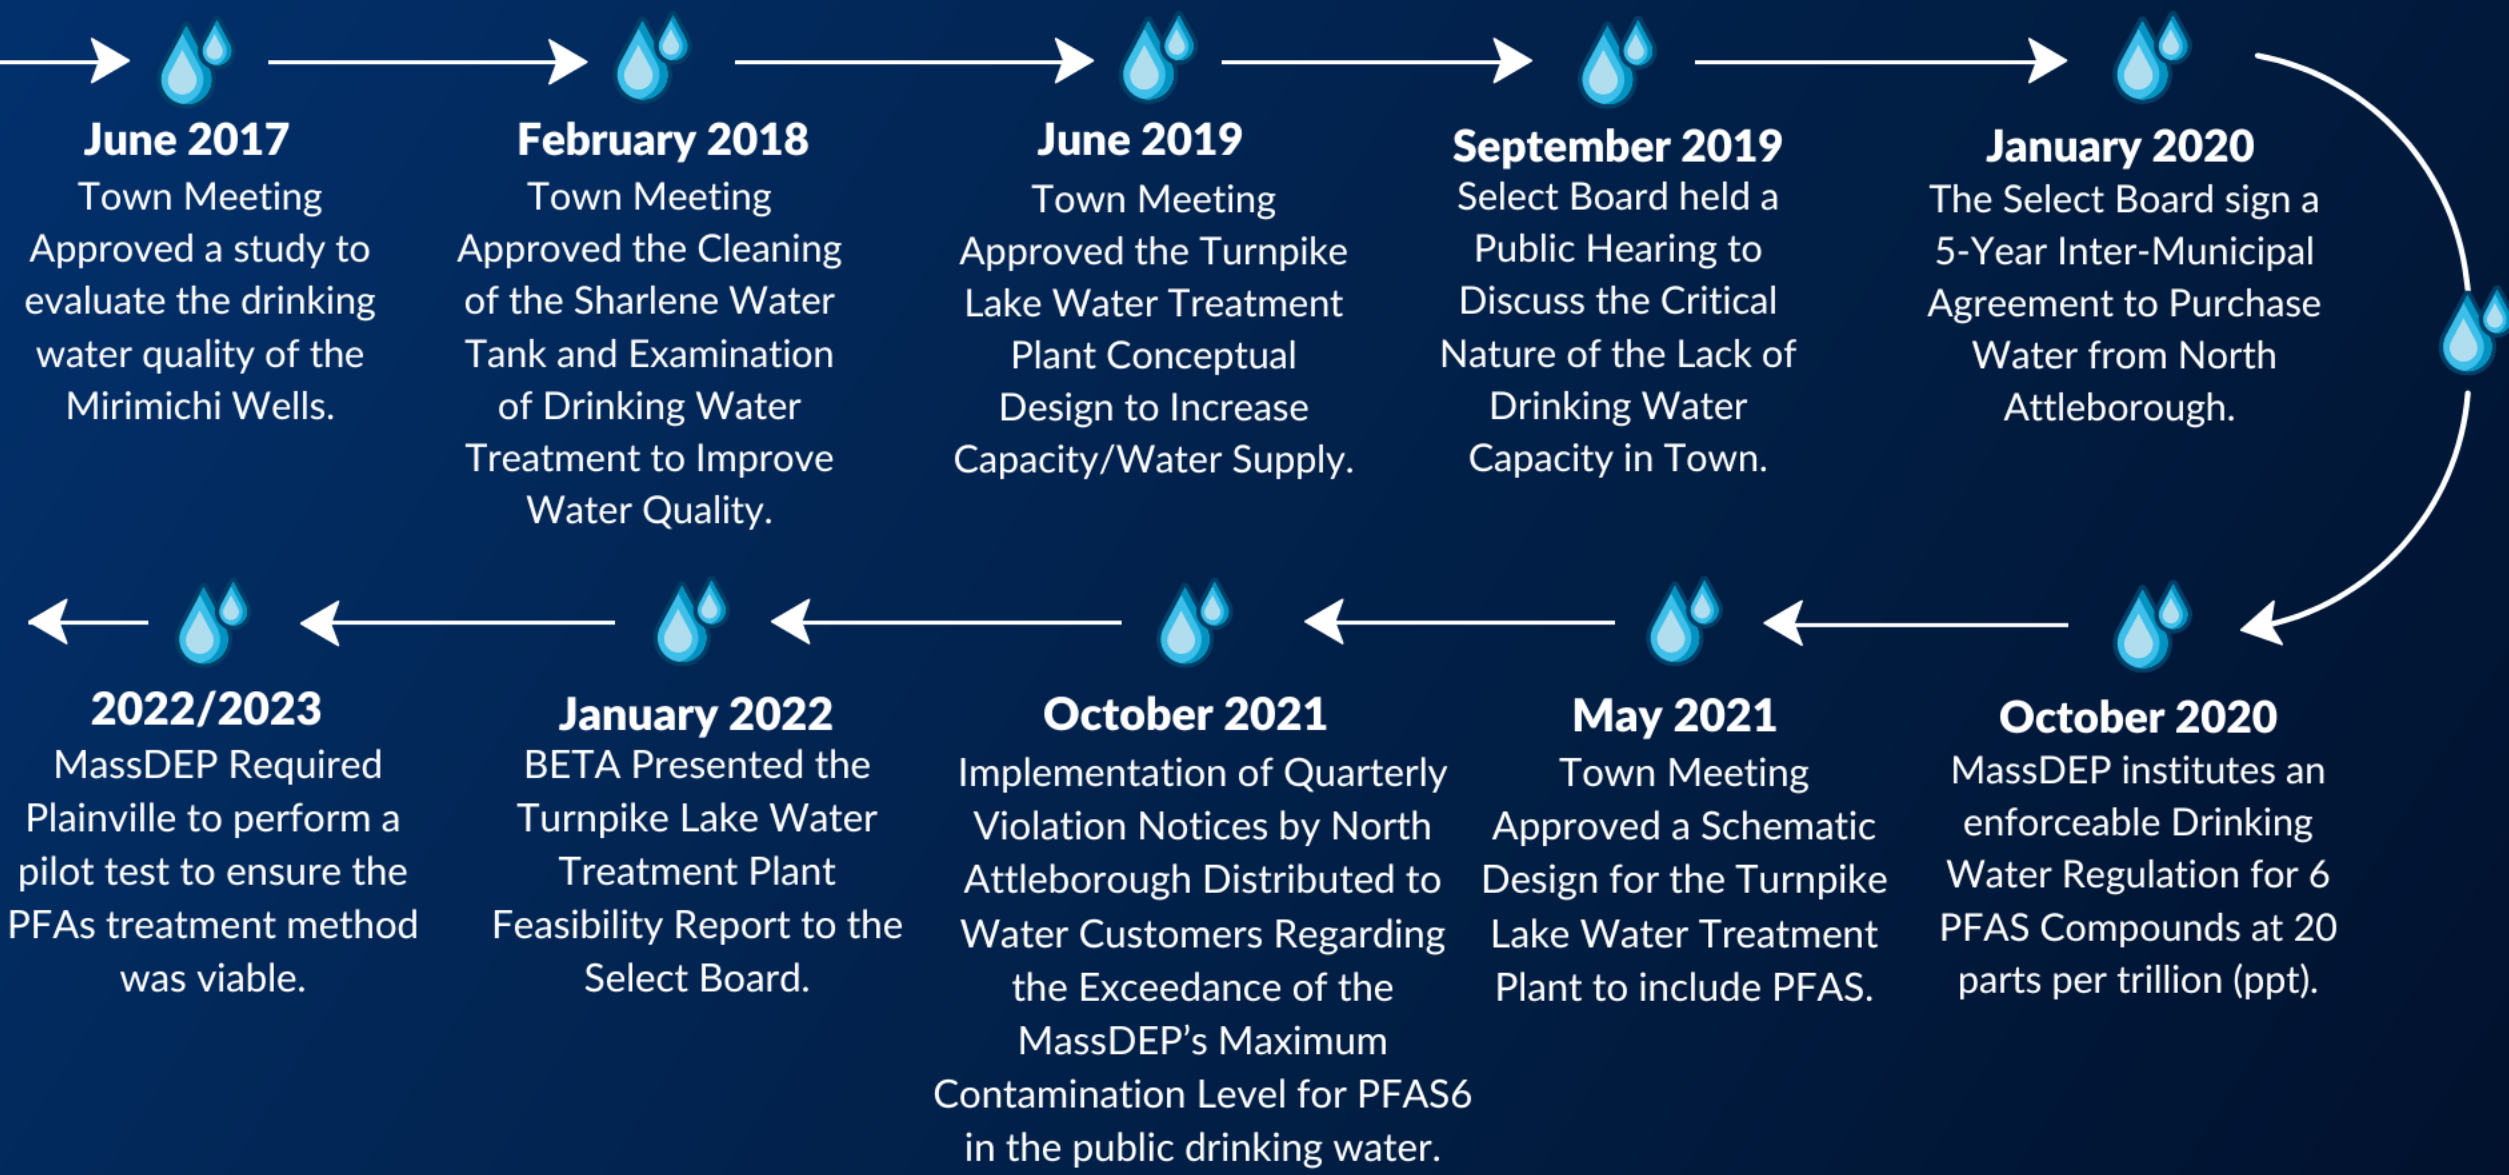 June 2017
Town Meeting
Approved a study to
evaluate the drinking
water quality of the
Mirimichi Wells.
February 2018
Town Meeting
Approved the Cleaning
of the Sharlene Water
Tank and Examination
of Drinking Water
Treatment to Improve
Water Quality.
June 2019
Town Meeting
Approved the Turnpike
Lake Water Treatment
Plant Conceptual
Design to Increase
Capacity/Water Supply.
September 2019
Select Board held a
Public Hearing to
Discuss the Critical
Nature of the Lack of
Drinking Water
Capacity in Town.
January 2020
The Select Board sign a
5-Year Inter-Municipal
Agreement to Purchase
Water from North
Attleborough.
October 2020
MassDEP institutes an
enforceable Drinking
Water Regulation for 6
PFAS Compounds at 20
parts per trillion (ppt).
May 2021
Town Meeting
Approved a Schematic
Design for the Turnpike
Lake Water Treatment
Plant to include PFAS.
October 2021
Implementation of Quarterly
Violation Notices by North
Attleborough Distributed to
Water Customers Regarding
the Exceedance of the
MassDEP’s Maximum
Contamination Level for PFAS6
in the public drinking water.
January 2022
BETA Presented the
Turnpike Lake Water
Treatment Plant
Feasibility Report to the
Select Board.
2022/2023
MassDEP Required
Plainville to perform a
pilot test to ensure the
PFAs treatment method
was viable.